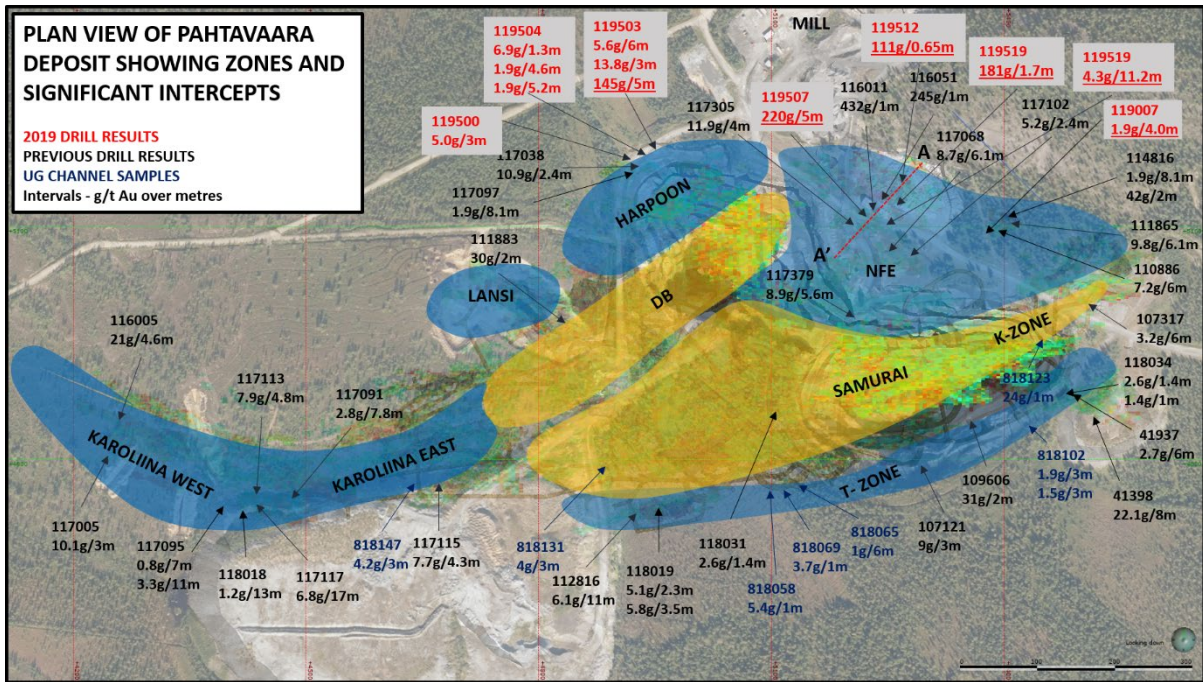 PLAN VIEW OF PAHTAVAARA
DEPOSIT SHOWING ZONES AND
SIGNIFICANT INTERCEPTS
2019 DRILL RESULTS
PREVIOUS DRILL RESULTS
UG CHANNEL SAMPLES
Intervals - g/t Au over metres
119504
6.9g/1.3m
1.9g/4.6m
1.9g/5.2m
119503
5.6g/6m
13.8g/3m
145g/5m
MILL
119512
111g/0.65m
119519
181g/1.7m
119519
4.3g/11.2m
119500
5.0g/3m
117305
11.9g/4m
119507
220g/5m
116011
432g/1m
116051
245g/1m
117102
5.2g/2.4m
119007
1.9g/4.0m
117038
10.9g/2.4m
117097
1.9g/8.1m
HARPOON
117068
8.7g/6.1m
A
A'
NFE
114816
1.9g/8.1m
42g/2m
111865
9.8g/6.1m
110886
7.2g/6m
111883
30g/2m
LANSI
DB
117379
8.9g/5.6m
K-ZONE
107317
3.2g/6m
116005
21g/4.6m
117113
7.9g/4.8m
117091
2.8g/7.8m
SAMURAI
818123
24g/1m
118034
2.6g/1.4m
1.4g/1m
KAROLIINA WEST
KAROLIINA EAST
T- ZONE
41937
2.7g/6m
117005
10.1g/3m
117095
0.8g/7m
3.3g/11m
118018
1.2g/13m
117117
6.8g/17m
818147
4.2g/3m
117115
7.7g/4.3m
818131
4g/3m
112816
6.1g/11m
118019
5.1g/2.3m
5.8g/3.5m
118031
2.6g/1.4m
818058
5.4g/1m
818069
3.7g/1m
818065
1g/6m
107121
9g/3m
109606
31g/2m
818102
1.9g/3m
1.5g/3m
41398
22.1g/8m
Looking down